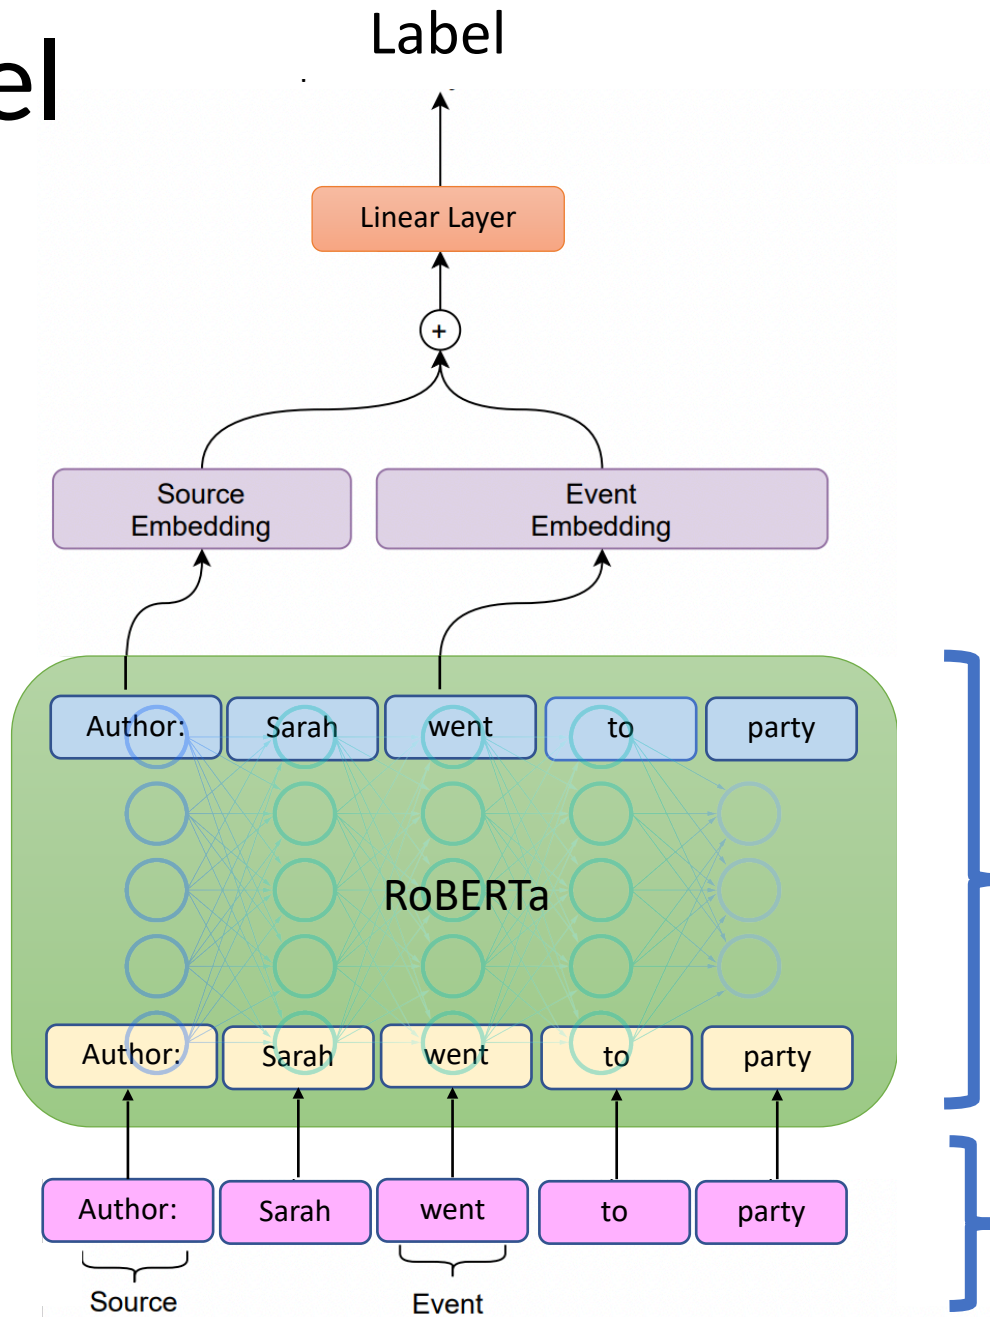 Label
el
Linear Layer
+
Source
Embedding
Event
Embedding
Author: Sarah went to party
RoBERTa
Author: Sarah went to party
Author: Sarah went to party
Source Event